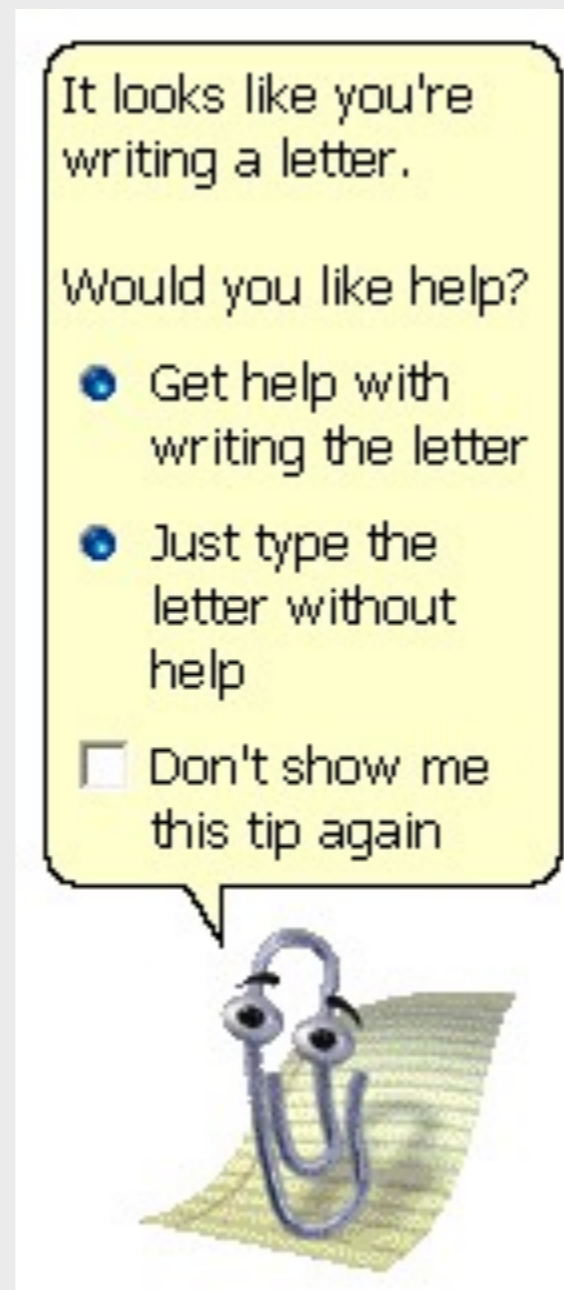 It looks like you're
writing a letter.
Would you like help?
Get help with
writing the letter
Just type the
letter without
help
Don't show me
this tip again